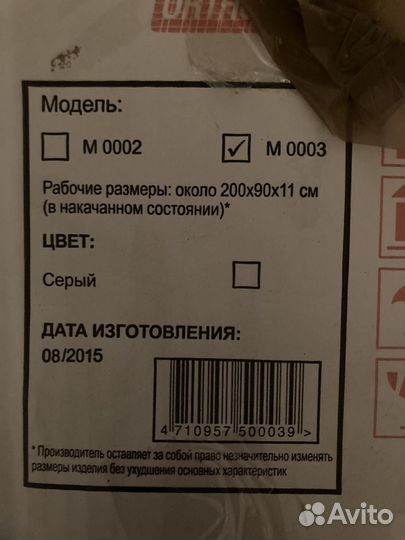 Модель:
М 0002 М 0003
Рабочие размеры: около 200х90х11 см
(в накачанном состоянии)*
ЦВЕТ:
Серый
ДАТА ИЗГОТОВЛЕНИЯ:
08/2015
4 710957 500039 >
* Производитель оставляет за собой право незначительно изменять
размеры изделия без ухудшения основных характеристик
Avito